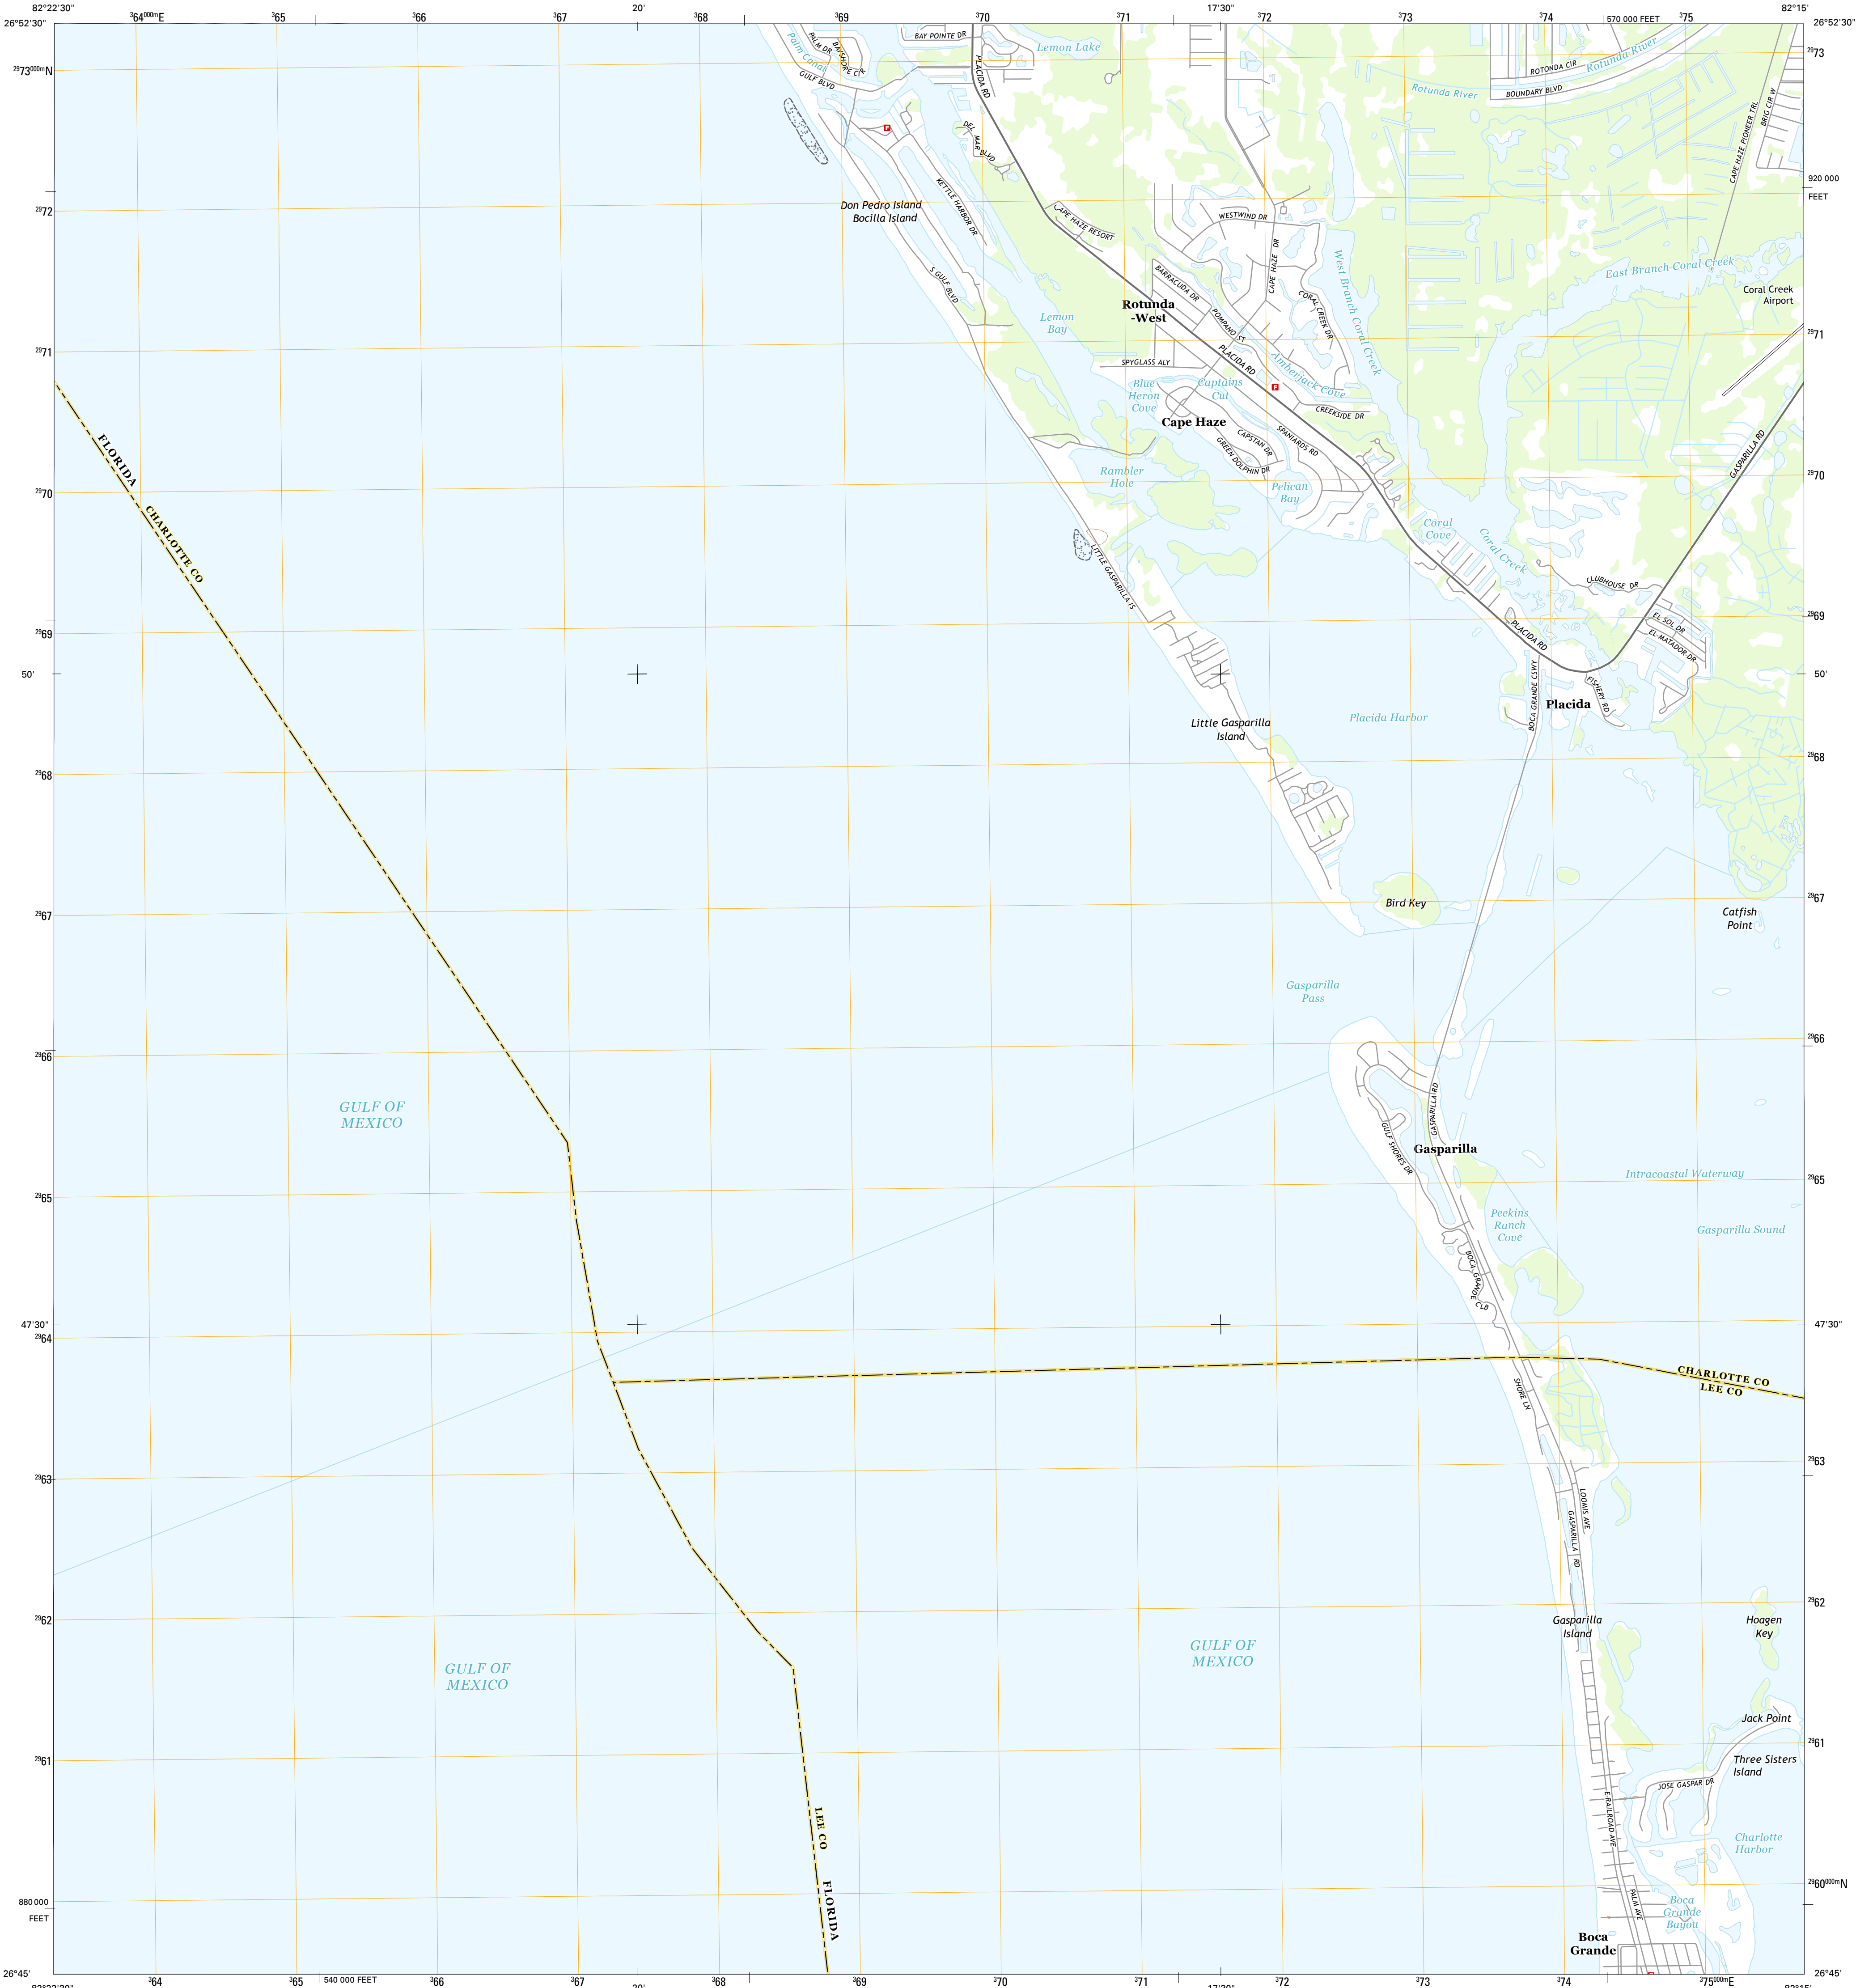 82°22'30"
³64⁰⁰⁰ᵐE
³65
³66
³67
20'
³68
³69
³70
³71
17'30"
³72
³73
³74
570 000 FEET
³75
82°15'
26°52'30"
26°52'30"
²⁹73⁰⁰⁰ᵐN
²⁹73
Palm Canal
PALM DR
BAYSHORE CIR
GULF BLVD
BAY POINTE DR
PLACIDA RD
Lemon Lake
ROTONDA CIR
Rotunda River
Rotunda River
BOUNDARY BLVD
CAPE HAZE PIONEER TRL
BRIG CIR W
F
DEL MAR BLVD
KETTLE HARBOR DR
920 000
FEET
²⁹72
Don Pedro Island
Bocilla Island
CAPE HAZE RESORT
WESTWIND DR
CAPE HAZE DR
West Branch Coral Creek
East Branch Coral Creek
S GULF BLVD
BARRACUDA DR
CORAL CREEK DR
Coral Creek
Airport
Rotunda
-West
POMPANO ST
Lemon
Bay
²⁹71
²⁹71
SPYGLASS ALY
PLACIDA RD
Amberjack Cove
F
Blue
Heron
Cove
Captains
Cut
CREEKSIDE DR
Cape Haze
CAPSTAN DR
SPANIARDS RD
GREEN DOLPHIN DR
GASPARILLA RD
FLORIDA
CHARLOTTE CO
Rambler
Hole
Pelican
Bay
²⁹70
²⁹70
Coral
Cove
Coral Creek
LITTLE GASPARILLA IS
CLUBHOUSE DR
²⁹69
²⁹69
PLACIDA RD
EL SOL DR
EL MATADOR DR
50'
50'
BOCA GRANDE CSWY
FISHERY RD
Placida
Little Gasparilla
Island
Placida Harbor
²⁹68
²⁹68
²⁹67
²⁹67
Bird Key
Catfish
Point
Gasparilla
Pass
²⁹66
²⁹66
GULF OF
MEXICO
GASPARILLA RD
GULF SHORES DR
Gasparilla
Intracoastal Waterway
²⁹65
²⁹65
Peekins
Ranch
Cove
Gasparilla Sound
BOCA GRANDE CLB
47'30"
47'30"
²⁹64
CHARLOTTE CO
LEE CO
SHORE LN
²⁹63
²⁹63
LOOMIS AVE
GASPARILLA RD
²⁹62
²⁹62
Gasparilla
Island
Hoagen
Key
GULF OF
MEXICO
GULF OF
MEXICO
Jack Point
²⁹61
²⁹61
Three Sisters
Island
JOSE GASPAR DR
E RAILROAD AVE
LEE CO
FLORIDA
Charlotte
Harbor
880 000
FEET
²⁹60⁰⁰⁰ᵐN
PALM AVE
Boca
Grande
Bayou
Boca
Grande
26°45'
26°45'
³64
³65
540 000 FEET
³66
³67
³68
³69
³70
³71
³72
³73
³74
³75⁰⁰⁰ᵐE